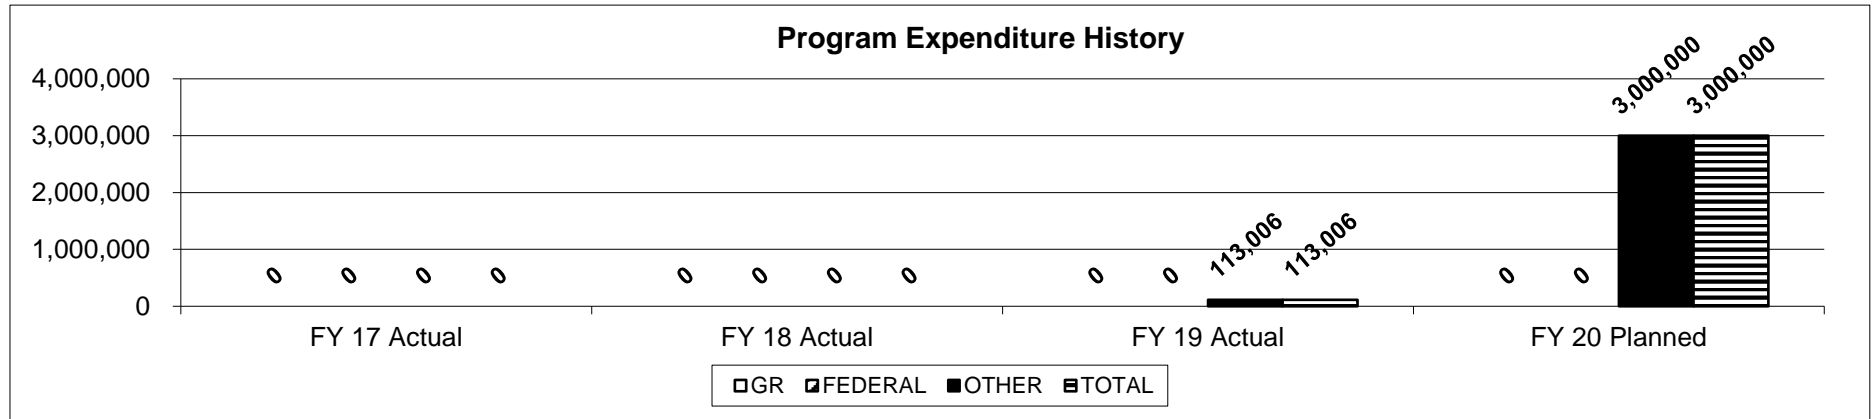 Program Expenditure History
4,000,000
3,000,000
2,000,000
1,000,000
0
0 0 0 0
0 0 0 0
0 0 113,006 113,006
0 0 3,000,000 3,000,000
FY 17 Actual FY 18 Actual FY 19 Actual FY 20 Planned
GR FEDERAL OTHER TOTAL